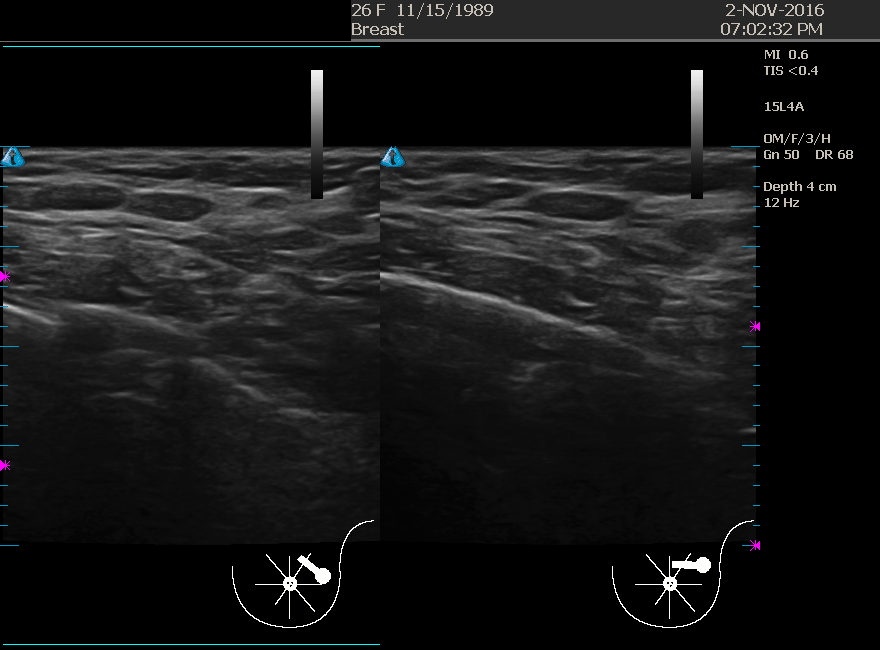 26 F 11/15/1989
Breast
2-NOV-2016
07:02:32 PM
MI 0.6
TIS <0.4
15L4A
OM/F/3/H
Gn 50 DR 68
Depth 4 cm
12 Hz